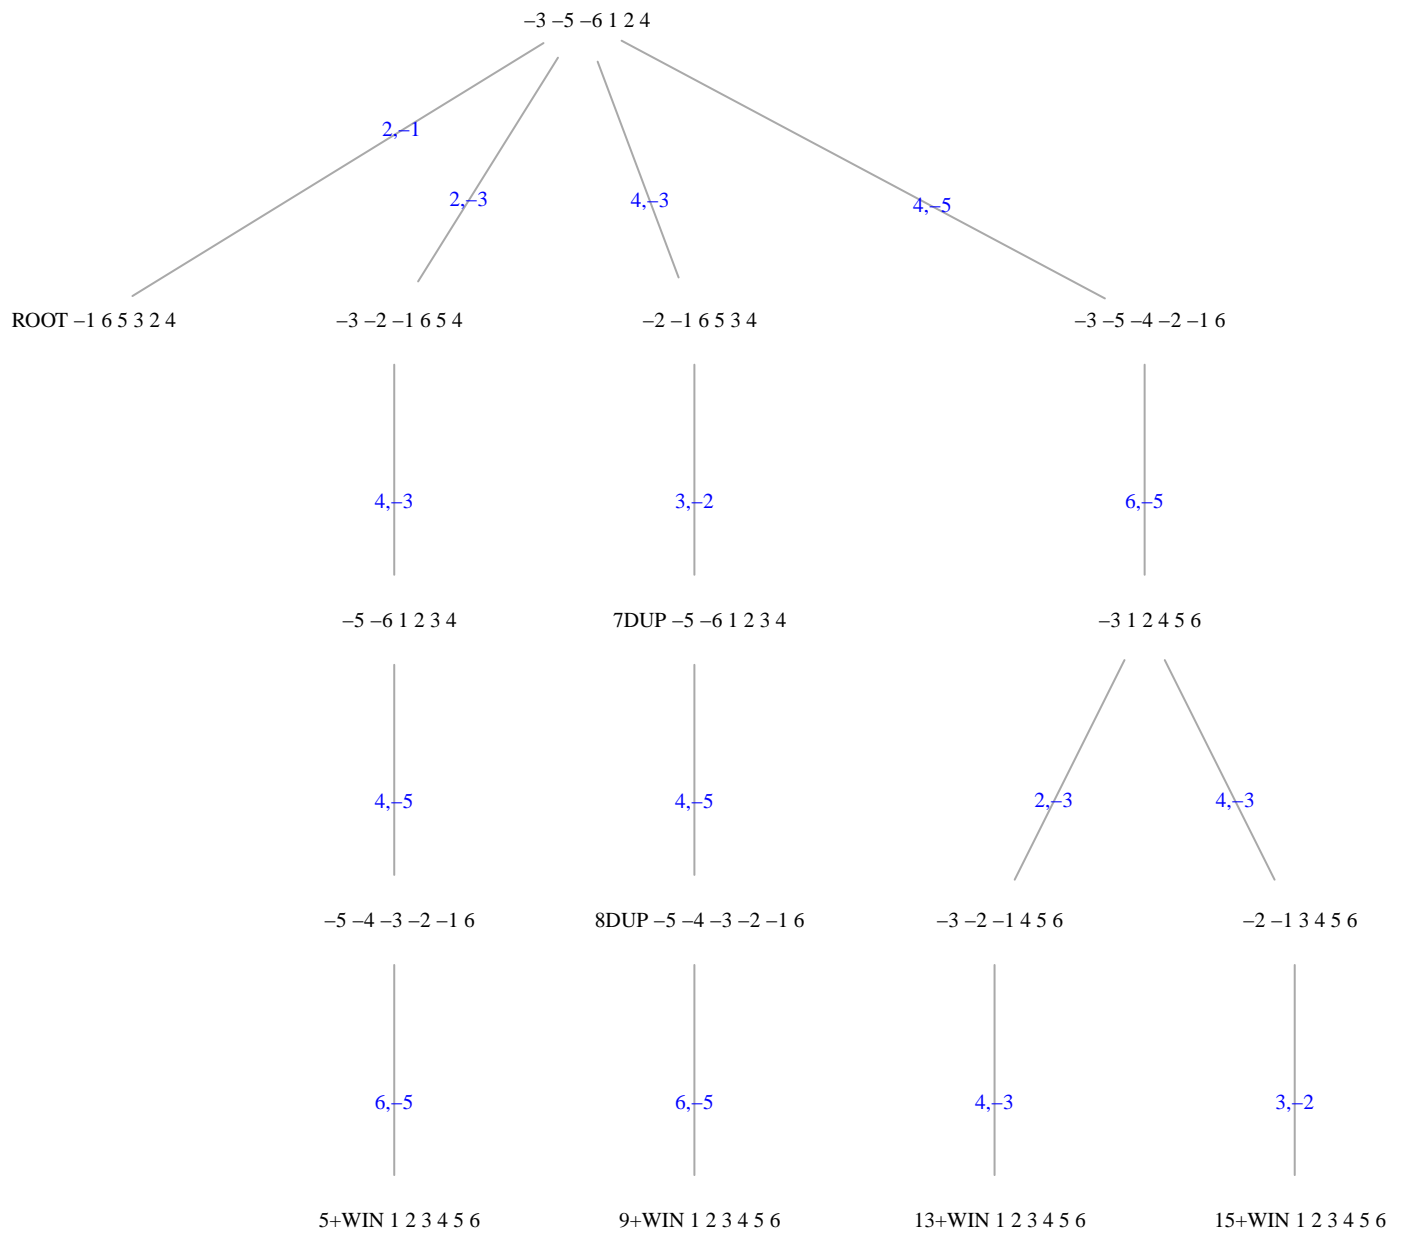 −3 −5 −6 1 2 4
2,−1
2,−3
4,−3
4,−5
ROOT −1 6 5 3 2 4
−3 −2 −1 6 5 4
−2 −1 6 5 3 4
−3 −5 −4 −2 −1 6
4,−3
3,−2
6,−5
−5 −6 1 2 3 4
7DUP −5 −6 1 2 3 4
−3 1 2 4 5 6
4,−5
4,−5
2,−3
4,−3
−5 −4 −3 −2 −1 6
8DUP −5 −4 −3 −2 −1 6
−3 −2 −1 4 5 6
−2 −1 3 4 5 6
6,−5
6,−5
4,−3
3,−2
5+WIN 1 2 3 4 5 6
9+WIN 1 2 3 4 5 6
13+WIN 1 2 3 4 5 6
15+WIN 1 2 3 4 5 6